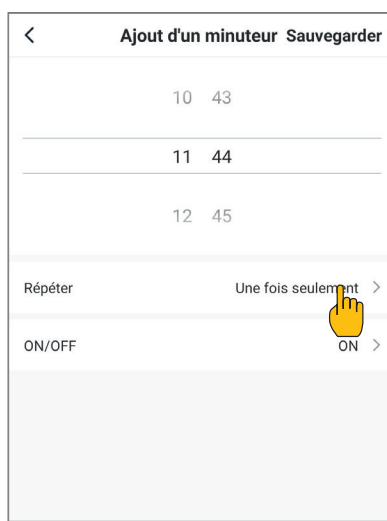 Ajout d'un minuteur Sauvegarder
10 43
11 44
12 45
Répéter Une fois seulement
ON/OFF ON